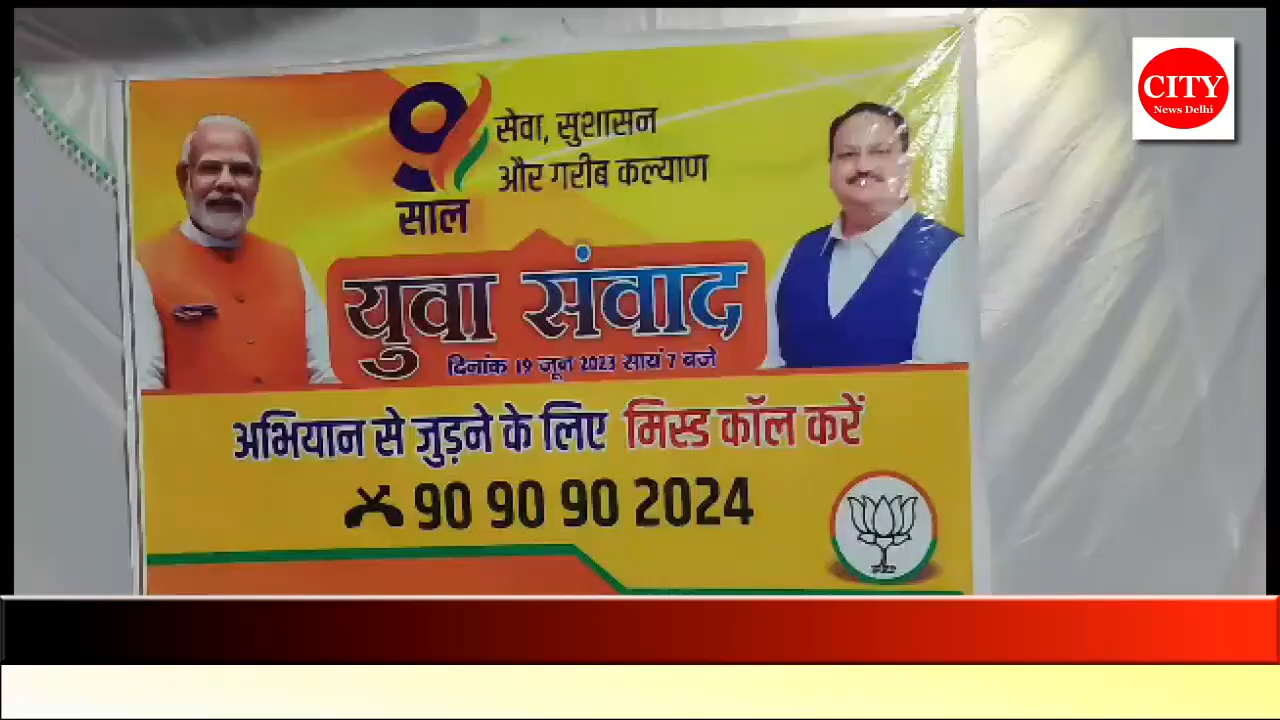 CITY
News Delhi
9
सेवा, सुशासन
और गरीब कल्याण
साल
युवा संवाद
दिनांक 19 जून 2023 सायं 7 बजे
अभियान से जुड़ने के लिए मिस्ड कॉल करें
90 90 90 2024